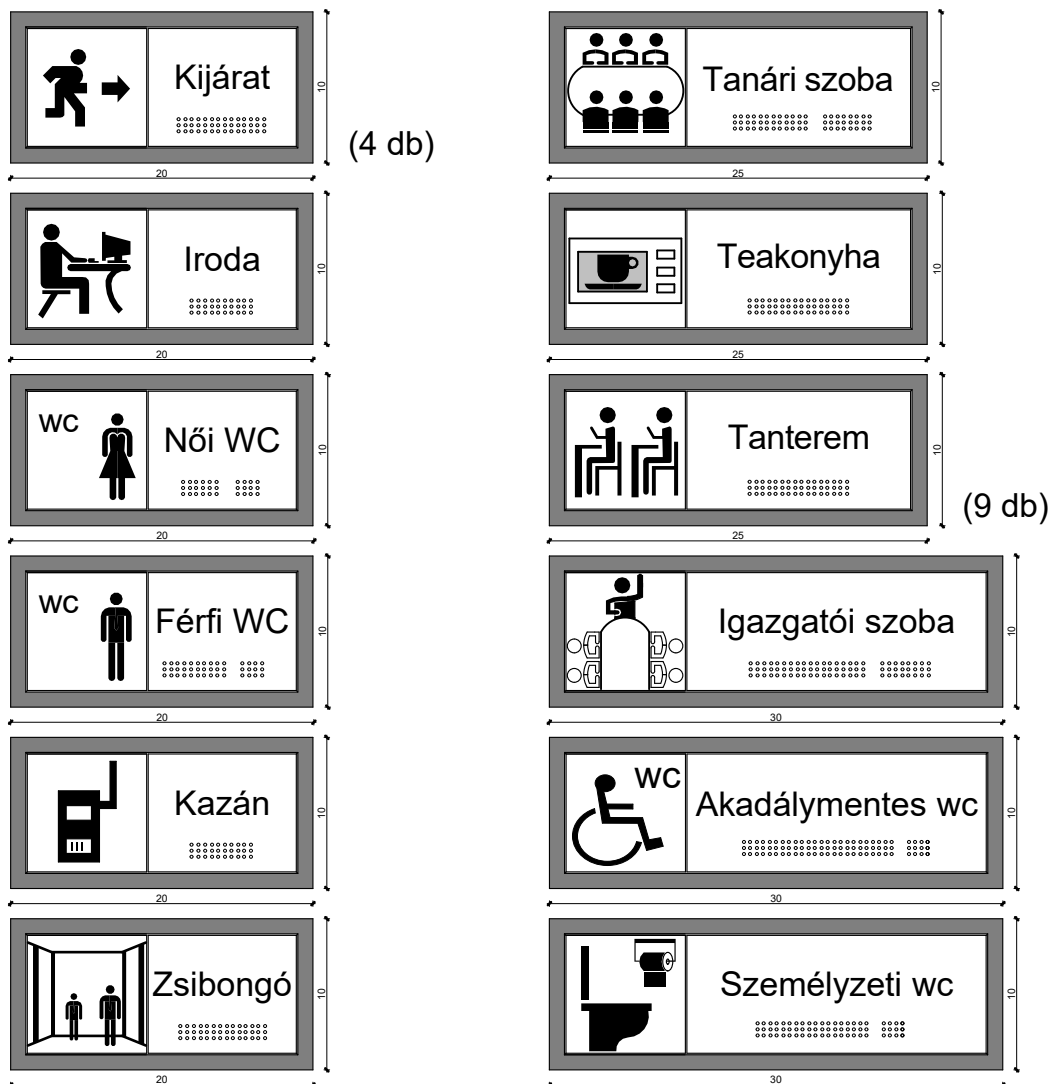 Kijárat
10
(4 db)
20
Iroda
10
20
WC
Női WC
10
20
WC
Férfi WC
10
20
Kazán
10
20
Zsibongó
10
20
Tanári szoba
10
25
Teakonyha
10
25
Tanterem
10
(9 db)
25
Igazgatói szoba
10
30
WC
Akadálymentes wc
10
30
Személyzeti wc
10
30